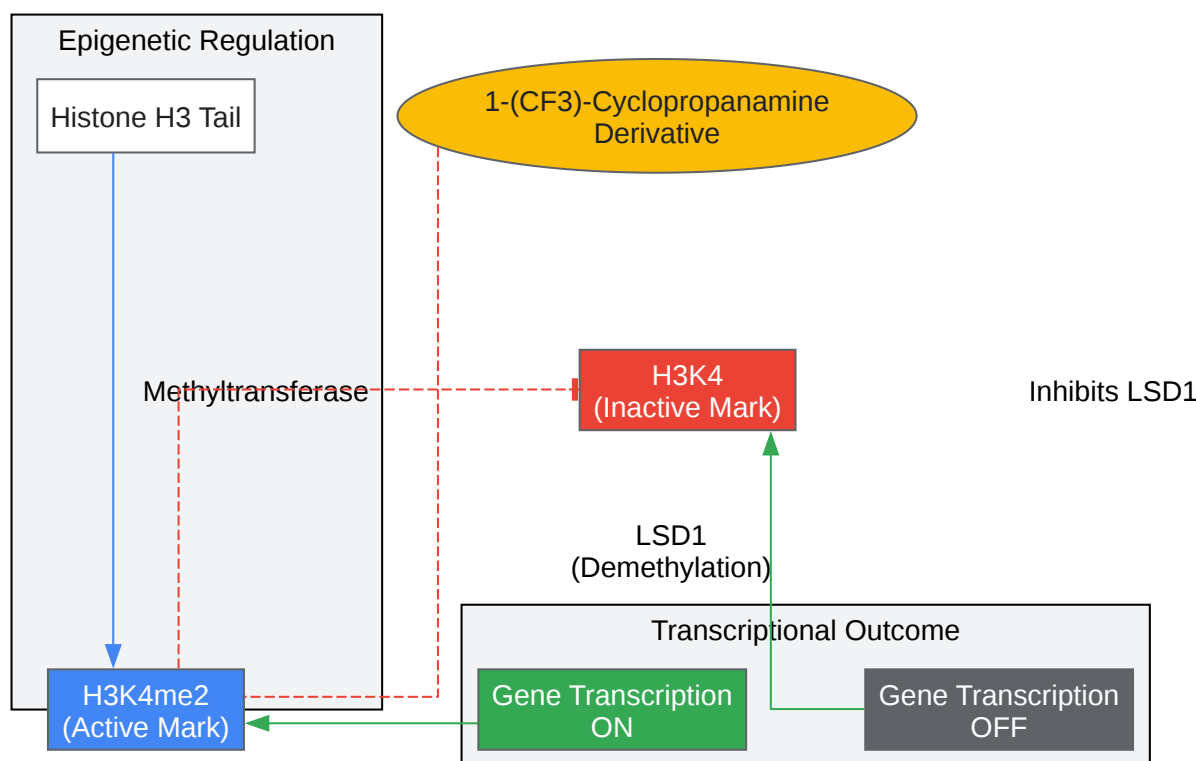 Epigenetic Regulation
Histone H3 Tail
1-(CF3)-Cyclopropanamine
Derivative
Methyltransferase
H3K4
(Inactive Mark)
Inhibits LSD1
LSD1
(Demethylation)
Transcriptional Outcome
H3K4me2
(Active Mark)
Gene Transcription
ON
Gene Transcription
OFF